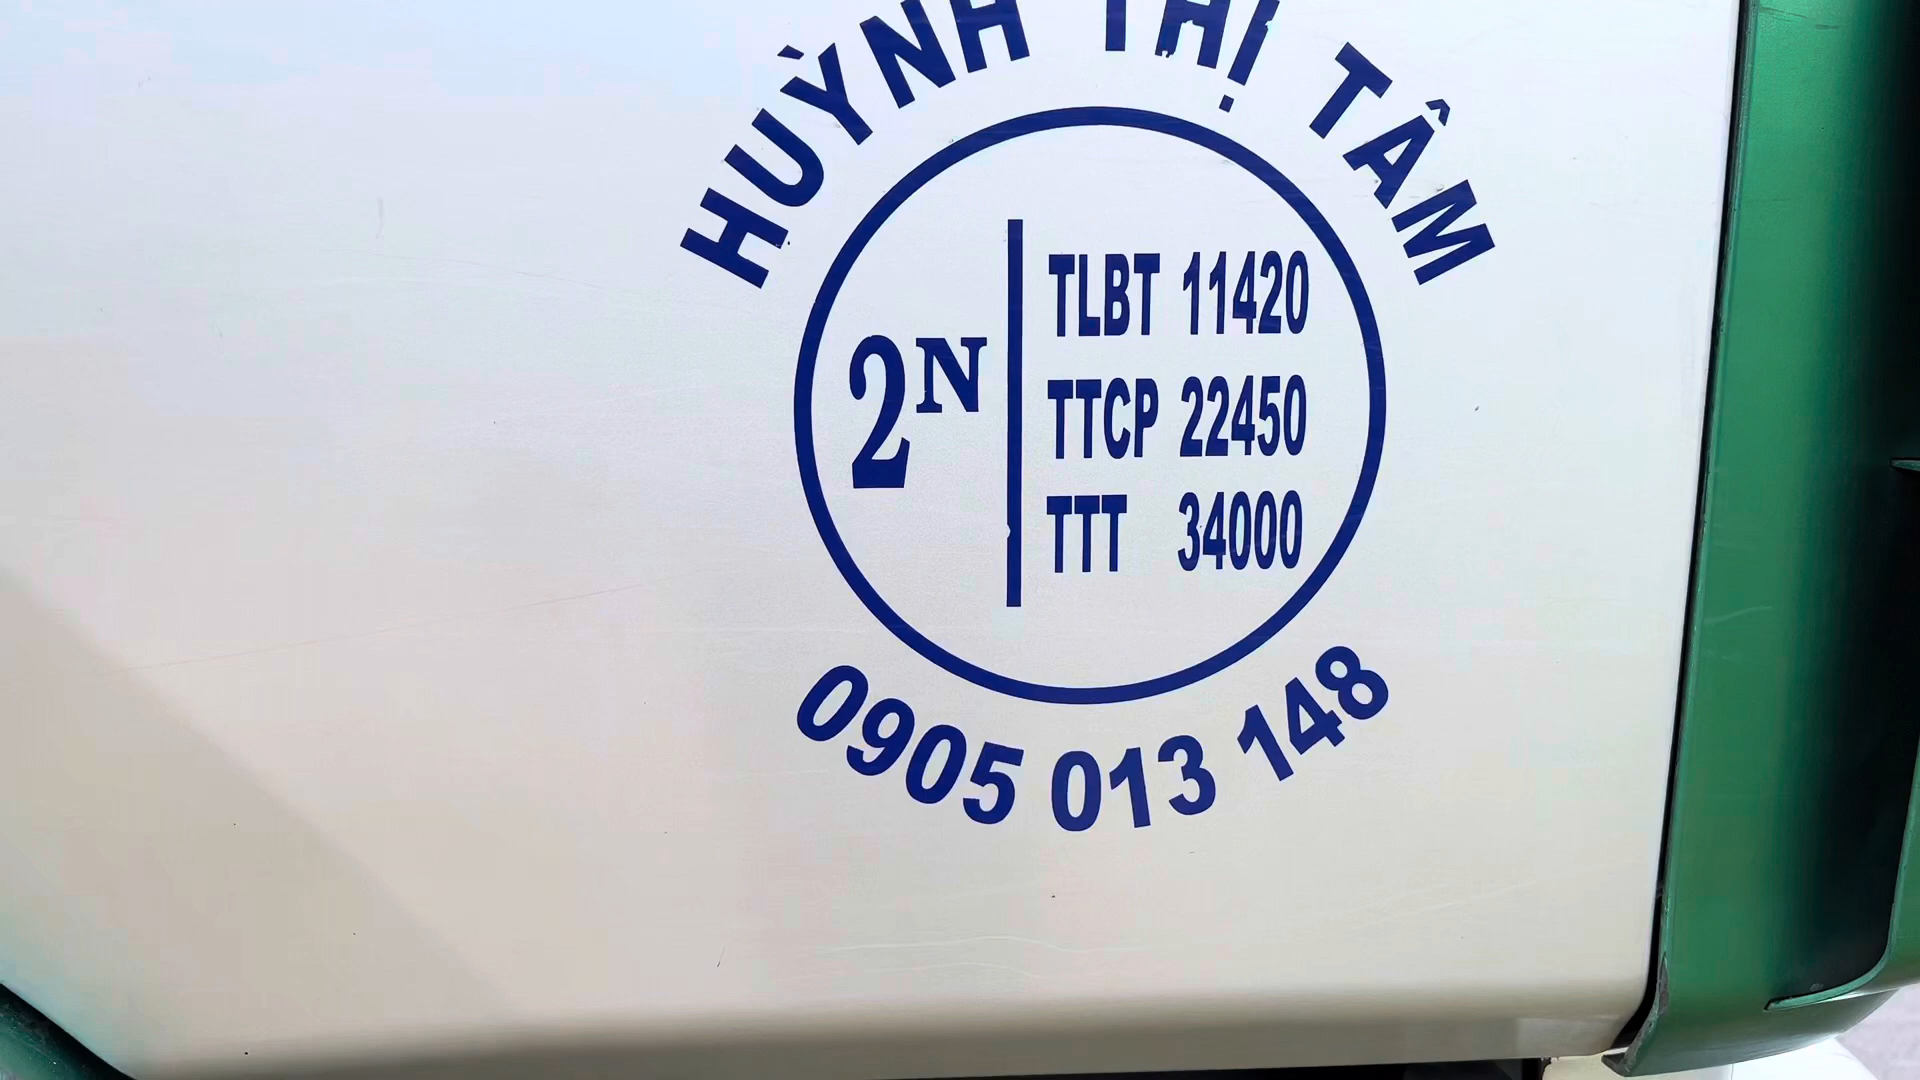 HUỲNH THỊ TÂM
2N
TLBT 11420
TTCP 22450
TTT 34000
0905 013 148